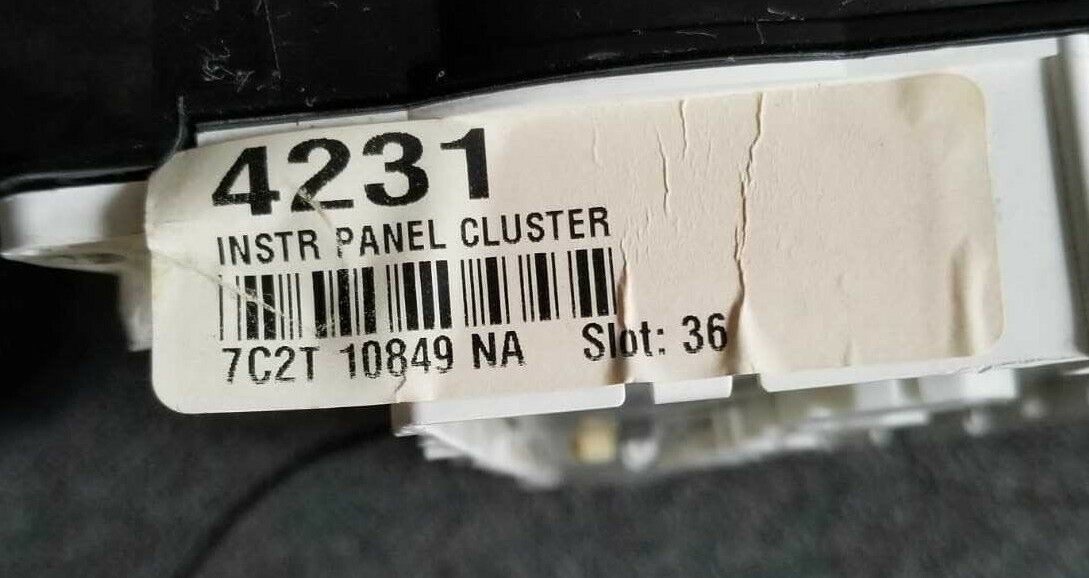 4231
INSTR PANEL CLUSTER
7C2T 10849 NA Slot: 36